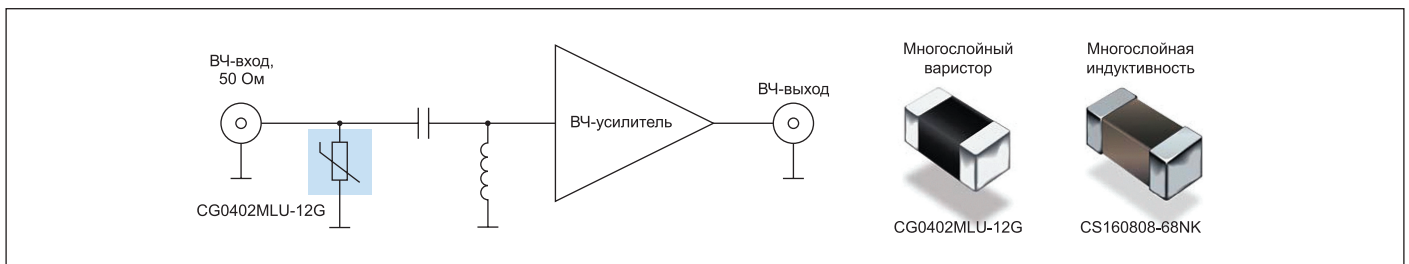 ВЧ-вход,
50 Ом
CG0402MLU-12G
ВЧ-усилитель
ВЧ-выход
Многослойный
варистор
CG0402MLU-12G
Многослойная
индуктивность
CS160808-68NK